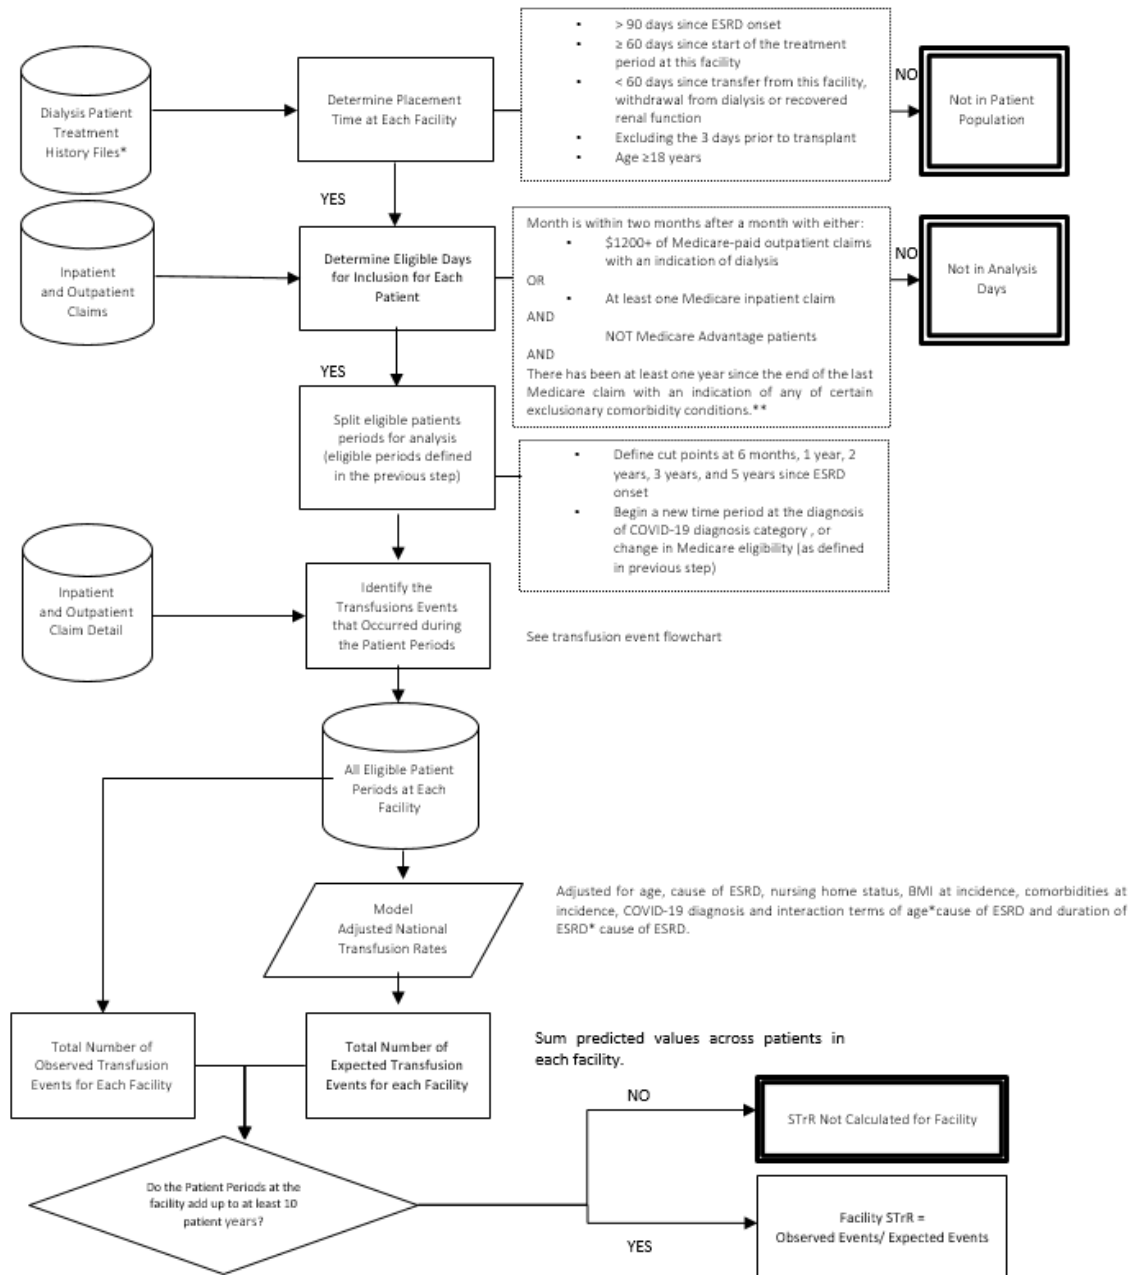 Dialysis Patient
Treatment
History Files*
Determine Placement
Time at Each Facility
▪ > 90 days since ESRD onset
▪ ≥ 60 days since start of the treatment
period at this facility
▪ < 60 days since transfer from this facility,
withdrawal from dialysis or recovered
renal function
▪ Excluding the 3 days prior to transplant
▪ Age ≥18 years
NO
Not in Patient
Population
YES
Inpatient
and Outpatient
Claims
Determine Eligible Days
for Inclusion for Each
Patient
Month is within two months after a month with either:
▪ $1200+ of Medicare-paid outpatient claims
with an indication of dialysis
OR
▪ At least one Medicare inpatient claim
AND
NOT Medicare Advantage patients
AND
There has been at least one year since the end of the last
Medicare claim with an indication of any of certain
exclusionary comorbidity conditions.**
NO
Not in Analysis
Days
YES
Split eligible patients
periods for analysis
(eligible periods defined
in the previous step)
▪ Define cut points at 6 months, 1 year, 2
years, 3 years, and 5 years since ESRD
onset
▪ Begin a new time period at the diagnosis
of COVID-19 diagnosis category , or
change in Medicare eligibility (as defined
in previous step)
Inpatient
and Outpatient
Claim Detail
Identify the
Transfusions Events
that Occurred during
the Patient Periods
See transfusion event flowchart
All Eligible Patient
Periods at Each
Facility
Model
Adjusted National
Transfusion Rates
Adjusted for age, cause of ESRD, nursing home status, BMI at incidence, comorbidities at
incidence, COVID-19 diagnosis and interaction terms of age*cause of ESRD and duration of
ESRD* cause of ESRD.
Total Number of
Observed Transfusion
Events for Each Facility
Total Number of
Expected Transfusion
Events for each Facility
Sum predicted values across patients in
each facility.
Do the Patient Periods at the
facility add up to at least 10
patient years?
NO
STrR Not Calculated for Facility
YES
Facility STrR =
Observed Events/ Expected Events